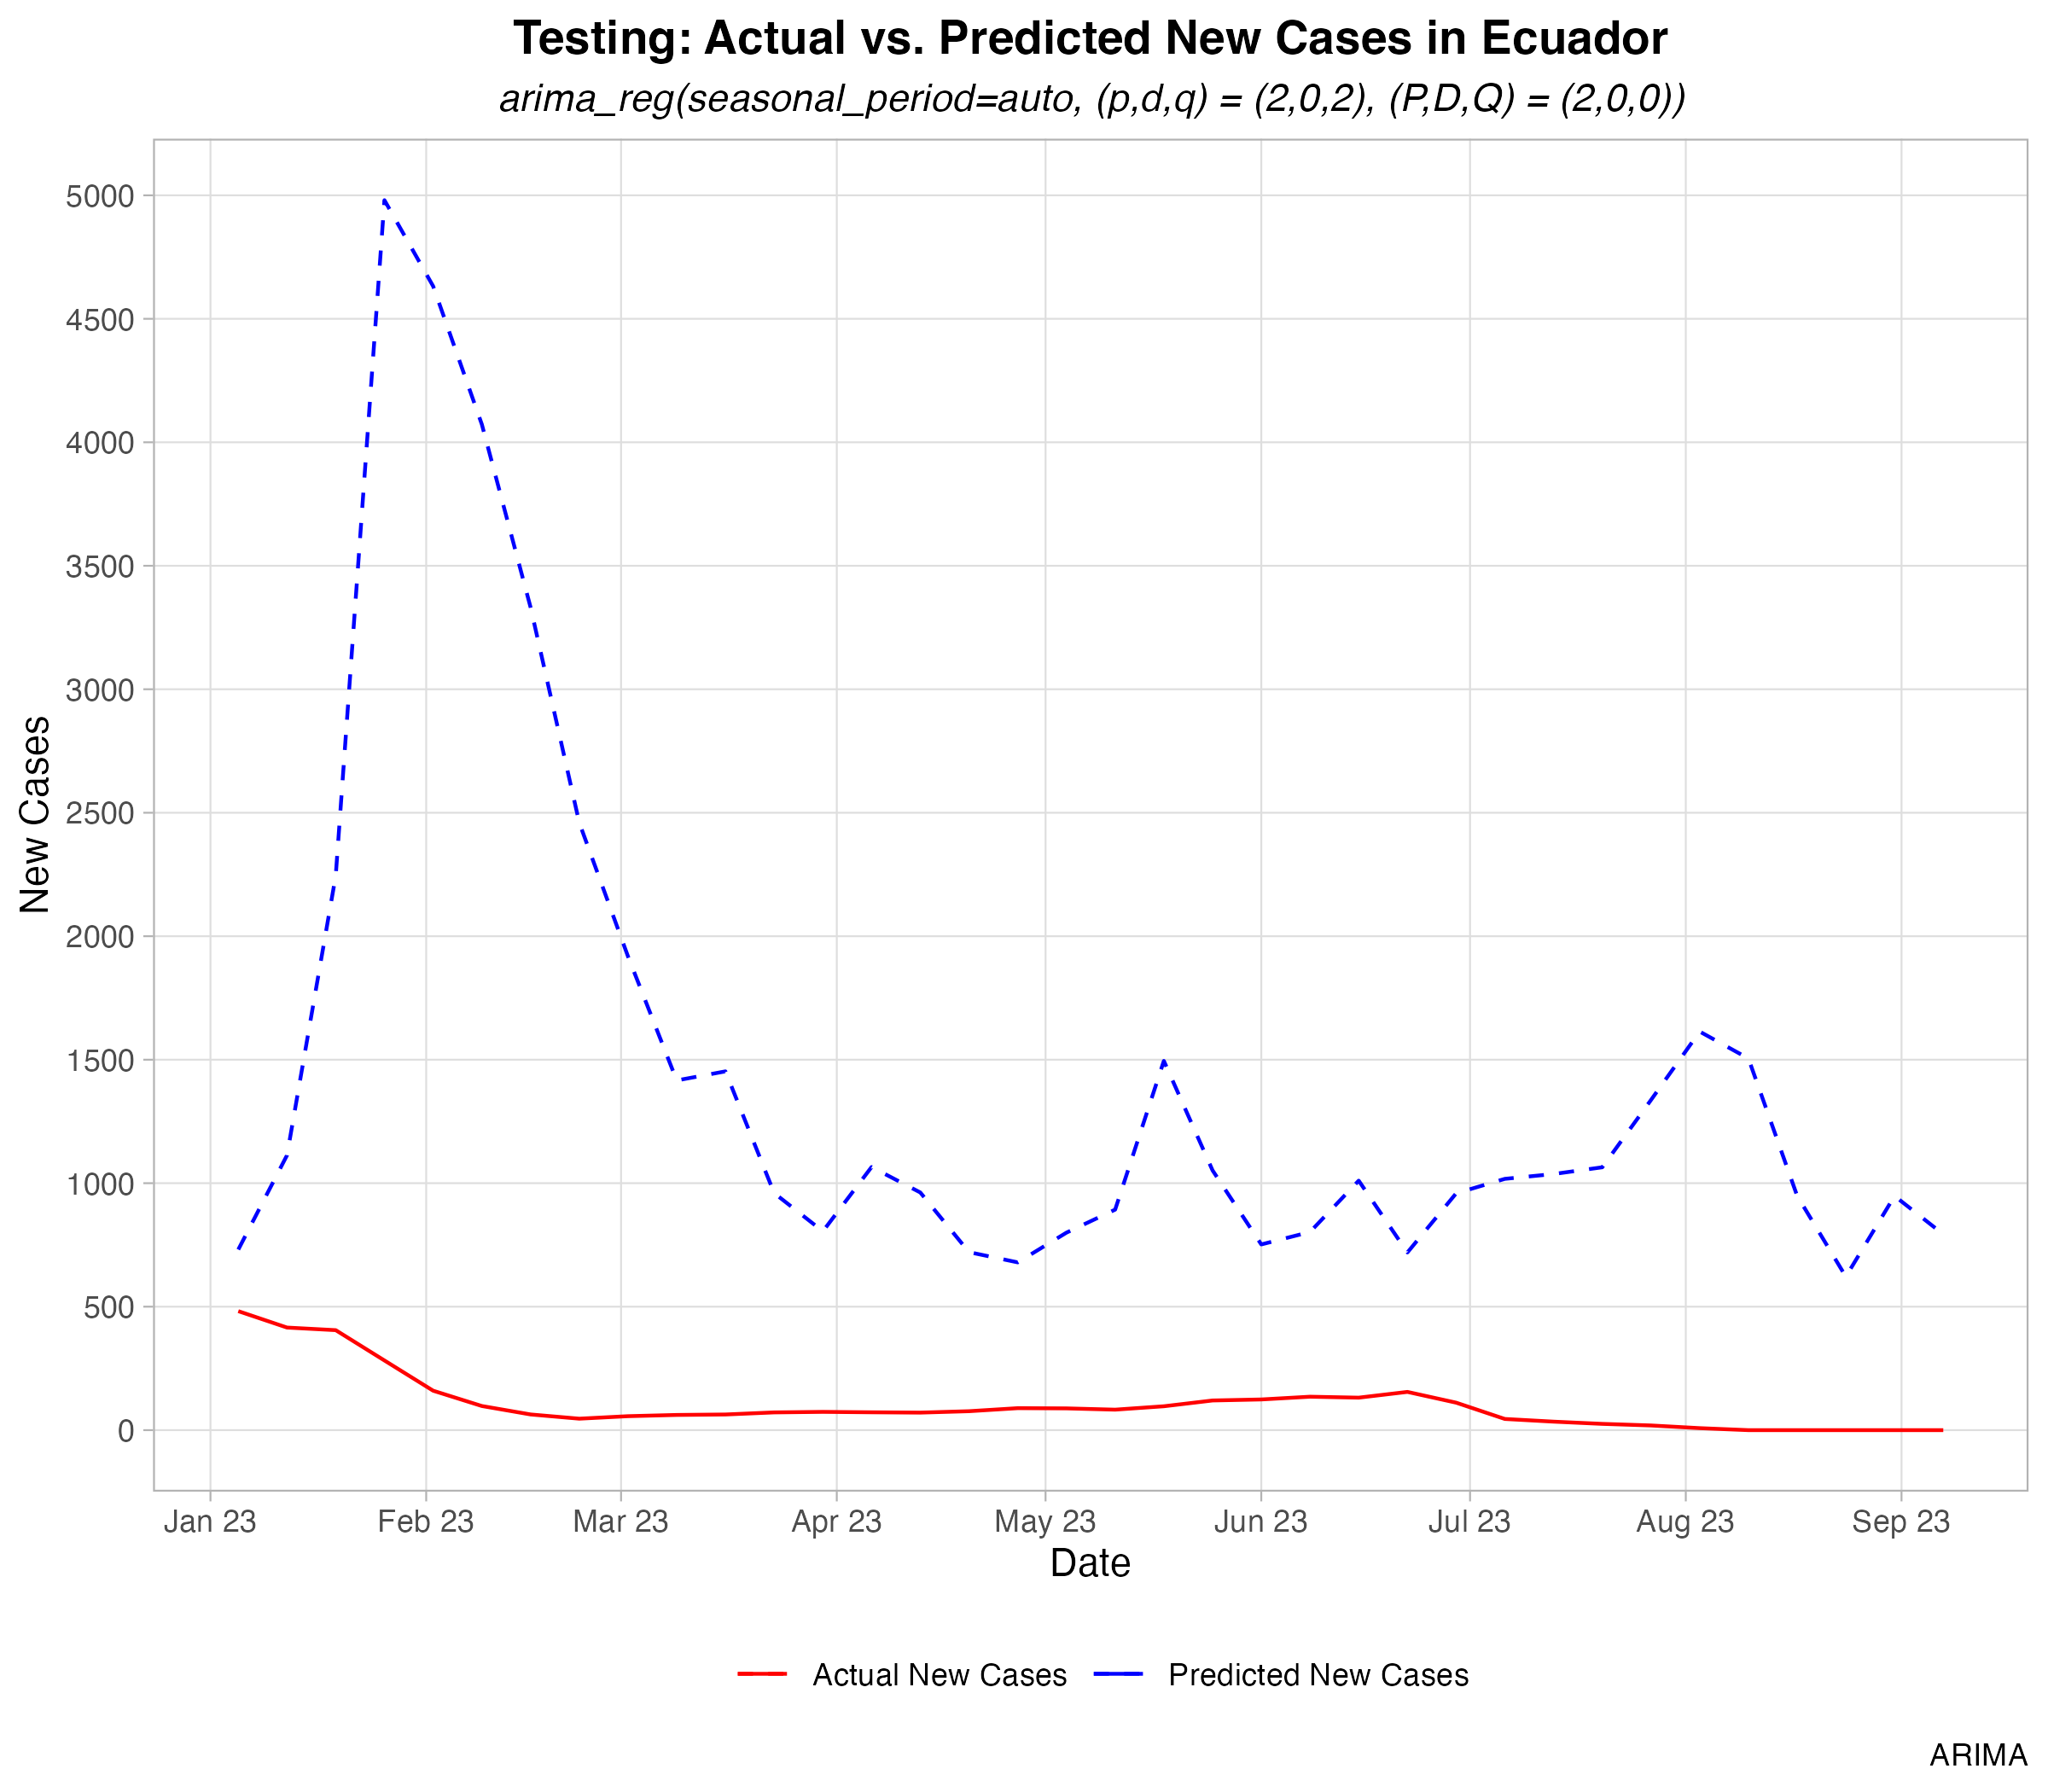 Testing: Actual vs. Predicted New Cases in Ecuador
arima_reg(seasonal_period=auto, (p,d,q) = (2,0,2), (P,D,Q) = (2,0,0))
New Cases
5000
4500
4000
3500
3000
2500
2000
1500
1000
500
0
Jan 23 Feb 23 Mar 23 Apr 23 May 23 Jun 23 Jul 23 Aug 23 Sep 23
Date
Actual New Cases Predicted New Cases
ARIMA